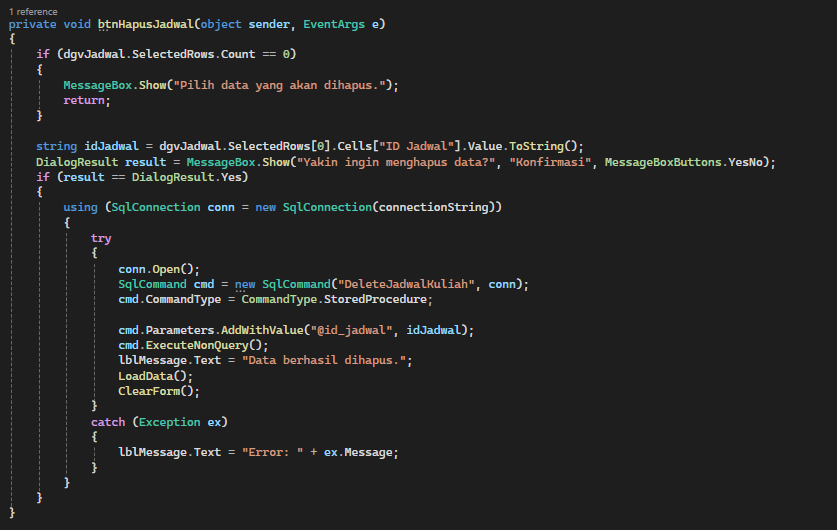 1 reference
private void btnHapusJadwal(object sender, EventArgs e)
{
    if (dgvJadwal.SelectedRows.Count == 0)
    {
        MessageBox.Show("Pilih data yang akan dihapus.");
        return;
    }

    string idJadwal = dgvJadwal.SelectedRows[0].Cells["ID Jadwal"].Value.ToString();
    DialogResult result = MessageBox.Show("Yakin ingin menghapus data?", "Konfirmasi", MessageBoxButtons.YesNo);
    if (result == DialogResult.Yes)
    {
        using (SqlConnection conn = new SqlConnection(connectionString))
        {
            try
            {
                conn.Open();
                SqlCommand cmd = new SqlCommand("DeleteJadwalKuliah", conn);
                cmd.CommandType = CommandType.StoredProcedure;

                cmd.Parameters.AddWithValue("@id_jadwal", idJadwal);
                cmd.ExecuteNonQuery();
                lblMessage.Text = "Data berhasil dihapus.";
                LoadData();
                ClearForm();
            }
            catch (Exception ex)
            {
                lblMessage.Text = "Error: " + ex.Message;
            }
        }
    }
}